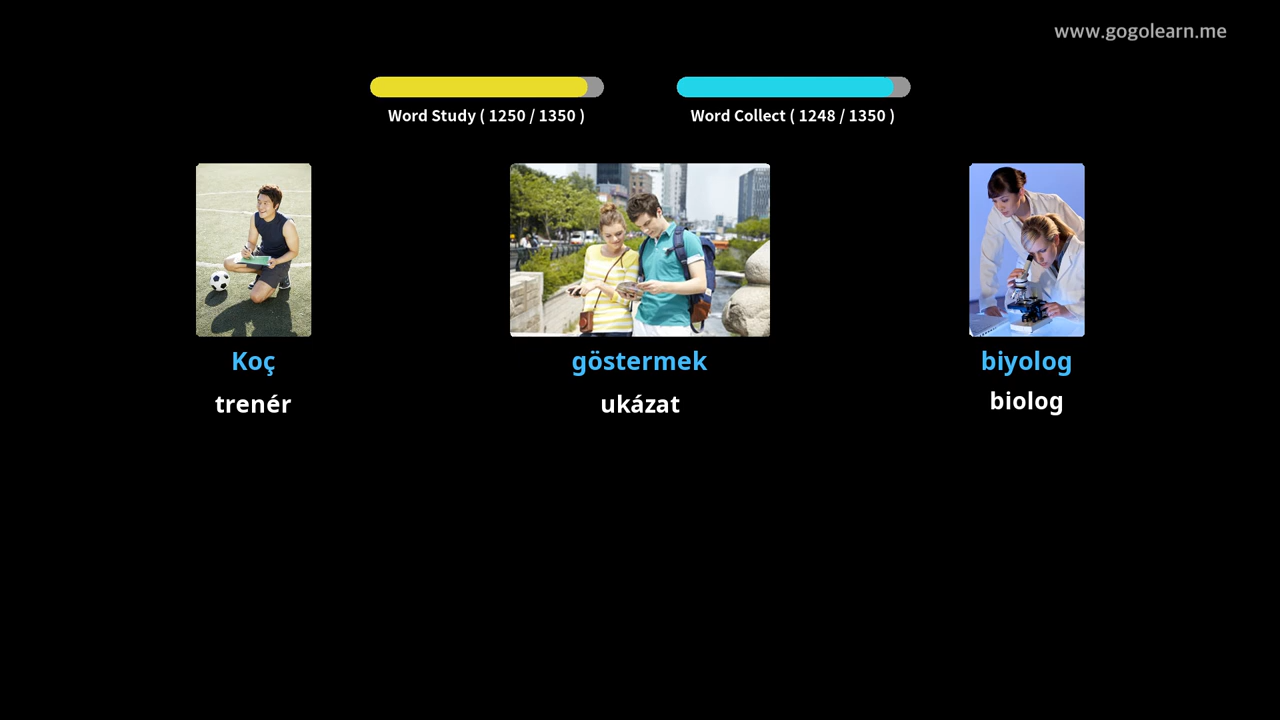 www.gogolearn.me
Word Study ( 1250 / 1350 )
Word Collect ( 1248 / 1350 )
Koç
trenér
göstermek
ukázat
biyolog
biolog